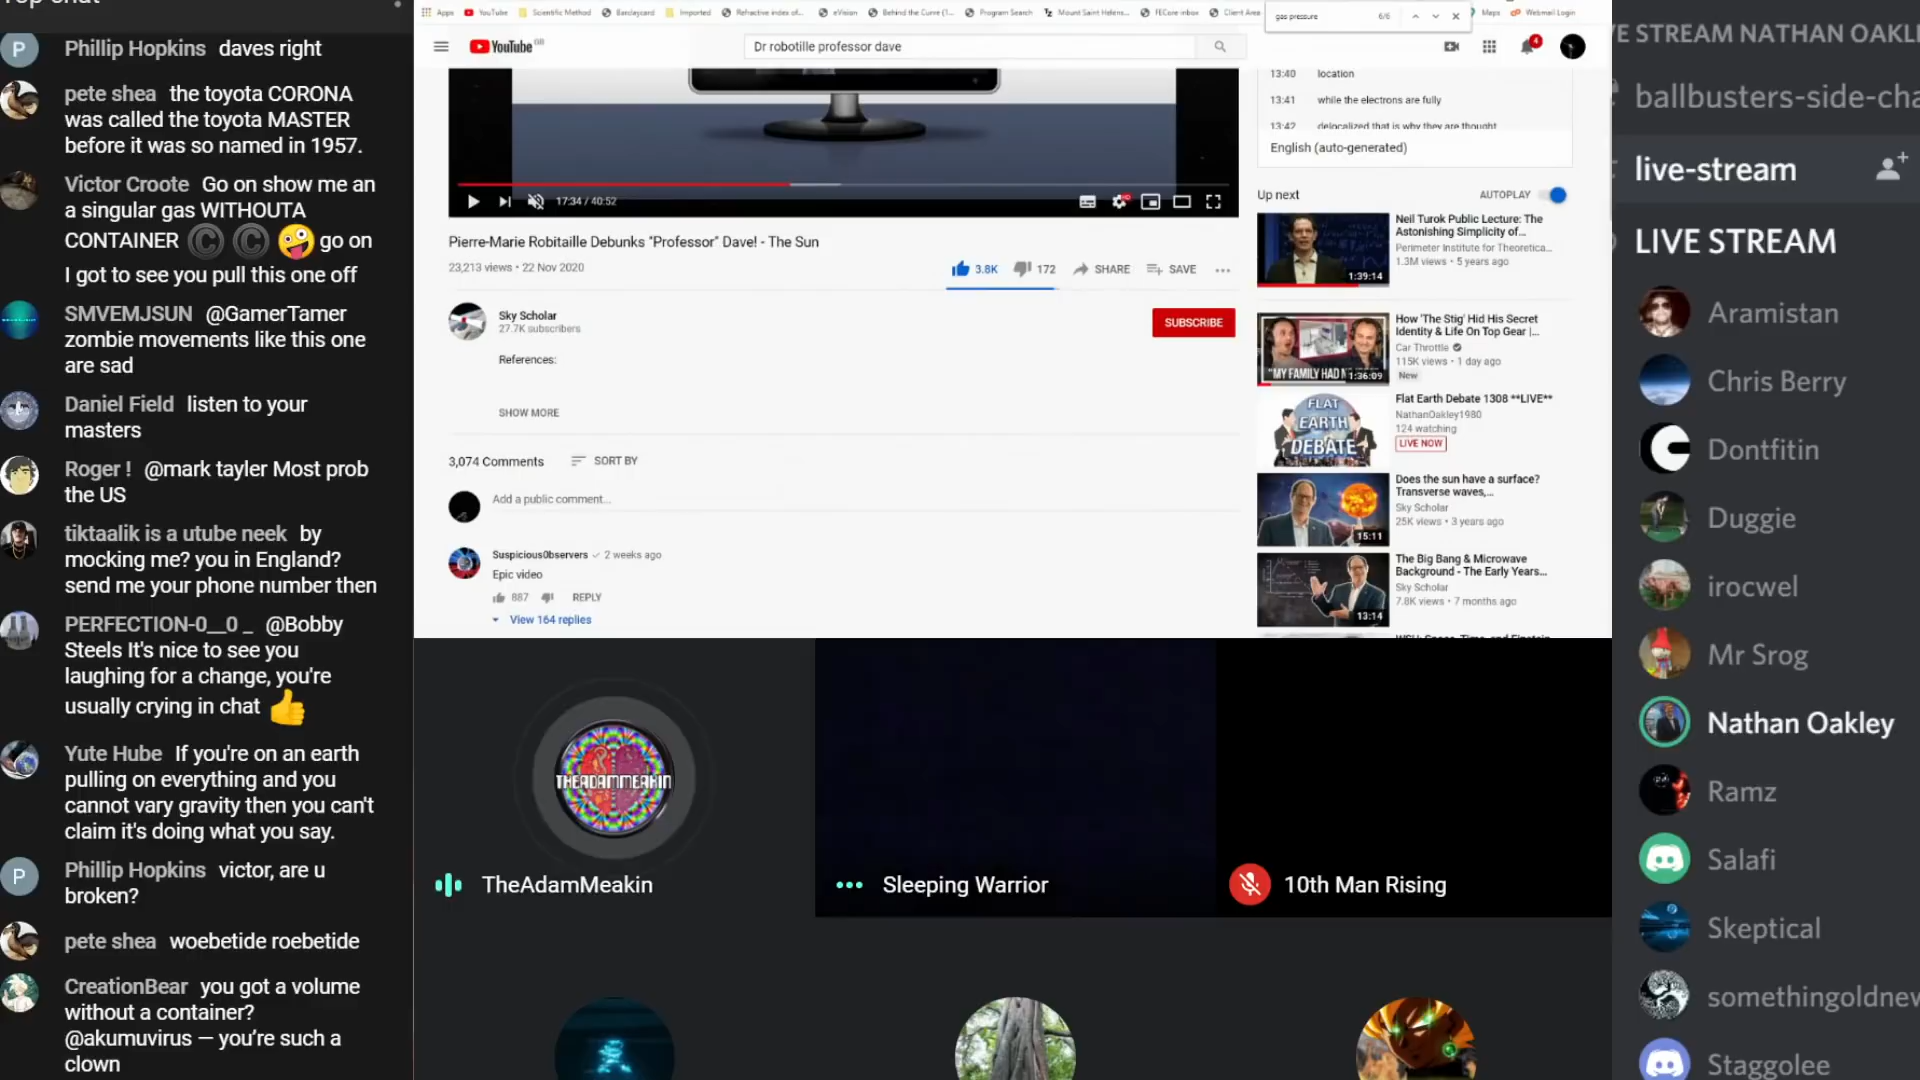 Top chat
Phillip Hopkins daves right
pete shea the toyota CORONA
was called the toyota MASTER
before it was so named in 1957.
Victor Croote Go on show me an
a singular gas WITHOUTA
CONTAINER go on
I got to see you pull this one off
SMVEMJSUN @GamerTamer
zombie movements like this one
are sad
Daniel Field listen to your
masters
Roger ! @mark tayler Most prob
the US
tiktaalik is a utube neek by
mocking me? you in England?
send me your phone number then
PERFECTION-0__0 _ @Bobby
Steels It's nice to see you
laughing for a change, you're
usually crying in chat
Yute Hube If you're on an earth
pulling on everything and you
cannot vary gravity then you can't
claim it's doing what you say.
Phillip Hopkins victor, are u
broken?
pete shea woebetide roebetide
CreationBear you got a volume
without a container?
@akumuvirus — you're such a
clown
Apps YouTube Scientific Method Barclaycard Imported Refractive index of... eVision Behind the Curve (1... Program Search Mount Saint Helens... FECore inbox Client Area
gas pressure 6/6
Maps Webmail Login
YouTube GB
Dr robotille professor dave
4
17:34 / 40:52
Pierre-Marie Robitaille Debunks "Professor" Dave! - The Sun
23,213 views • 22 Nov 2020
3.8K 172 SHARE SAVE
Sky Scholar
27.7K subscribers
SUBSCRIBE
References:
SHOW MORE
3,074 Comments SORT BY
Add a public comment...
Suspicious0bservers 2 weeks ago
Epic video
887 REPLY
View 164 replies
13:40 location
13:41 while the electrons are fully
13:42 delocalized that is why they are thought
English (auto-generated)
Up next AUTOPLAY
Neil Turok Public Lecture: The
Astonishing Simplicity of...
Perimeter Institute for Theoretica...
1.3M views • 5 years ago
1:39:14
How 'The Stig' Hid His Secret
Identity & Life On Top Gear |...
Car Throttle
115K views • 1 day ago
New
"MY FAMILY HAD N
1:36:09
Flat Earth Debate 1308 **LIVE**
NathanOakley1980
124 watching
LIVE NOW
FLAT
EARTH
DEBATE
Does the sun have a surface?
Transverse waves,...
Sky Scholar
25K views • 3 years ago
15:11
The Big Bang & Microwave
Background - The Early Years...
Sky Scholar
7.8K views • 7 months ago
13:14
THEADAMMEAKIN
TheAdamMeakin
Sleeping Warrior
10th Man Rising
VE STREAM NATHAN OAKL
ballbusters-side-cha
live-stream
LIVE STREAM
Aramistan
Chris Berry
Dontfitin
Duggie
irocwel
Mr Srog
Nathan Oakley
Ramz
Salafi
Skeptical
somethingoldnew
Staggolee